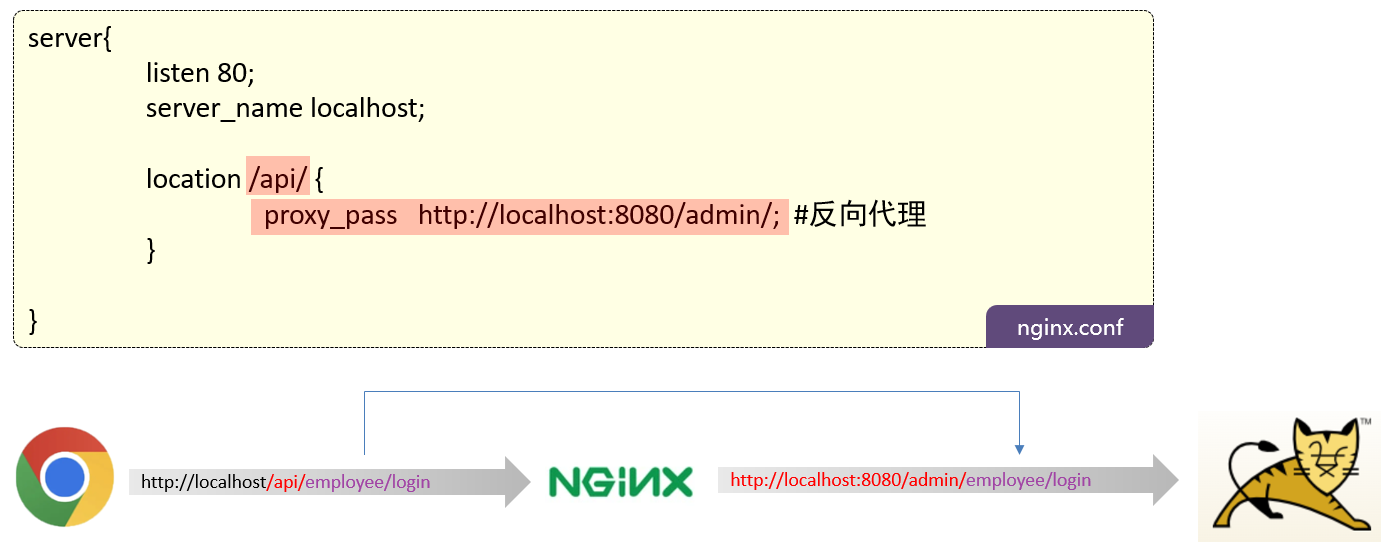 server{
listen 80;
server_name localhost;
location /api/ {
proxy_pass http://localhost:8080/admin/; #反向代理
}
}
nginx.conf
http://localhost/api/employee/login
NGINX
http://localhost:8080/admin/employee/login
TM